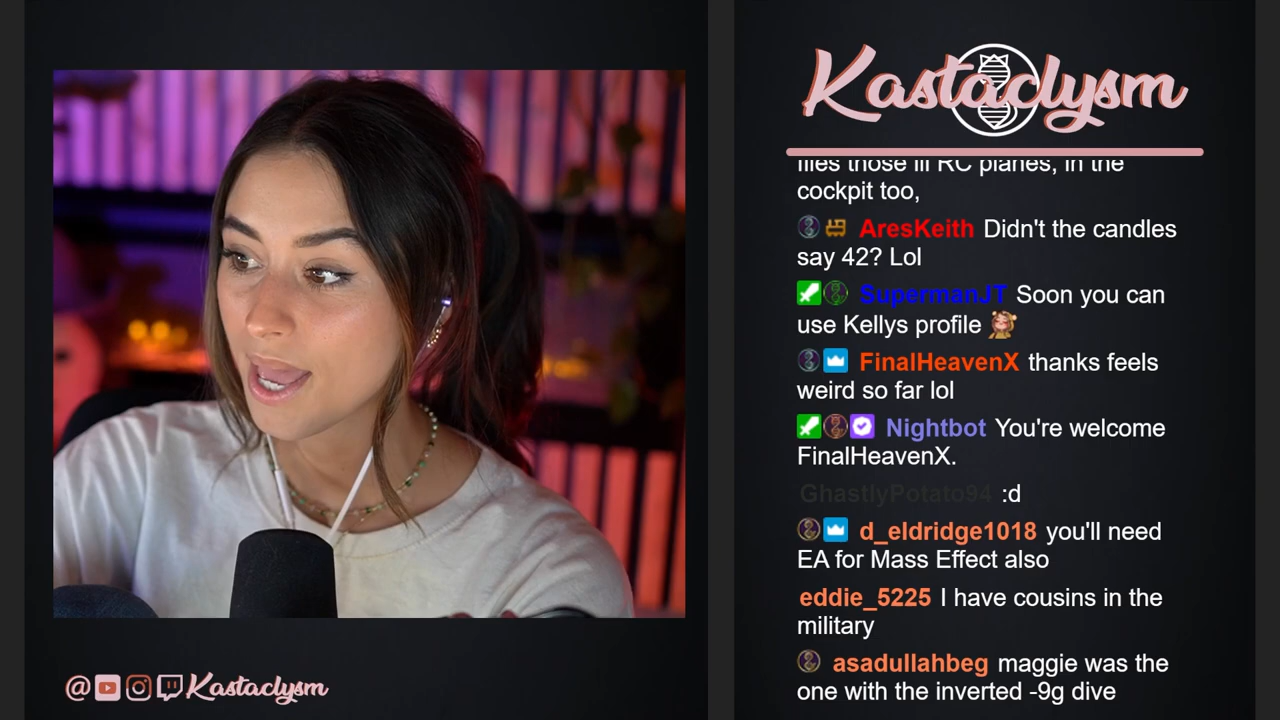 Kastaclysm
flies those lil RC planes, in the
cockpit too,
AresKeith Didn't the candles
say 42? Lol
SupermanJT Soon you can
use Kellys profile
FinalHeavenX thanks feels
weird so far lol
Nightbot You're welcome
FinalHeavenX.
GhastlyPotato94 :d
d_eldridge1018 you'll need
EA for Mass Effect also
eddie_5225 I have cousins in the
military
asadullahbeg maggie was the
one with the inverted -9g dive
@ Kastaclysm